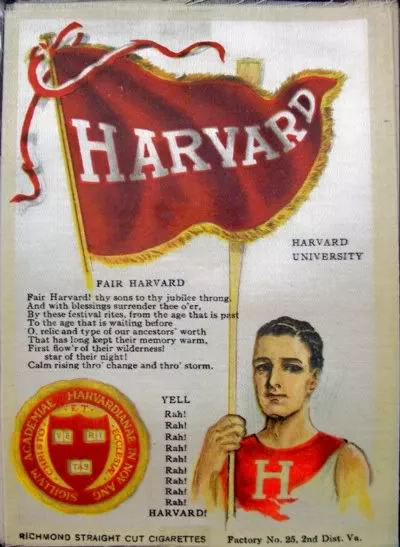 HARVARD
HARVARD
UNIVERSITY
FAIR HARVARD
Fair Harvard! thy sons to thy jubilee throng,
And with blessings surrender thee o'er,
By these festival rites, from the age that is past
To the age that is waiting before
O, relic and type of our ancestors' worth
That has long kept their memory warm,
First flow'r of their wilderness!
star of their night!
Calm rising thro' change and thro' storm.
SIGILLVM ACADEMIAE HARVARDIANAE IN NOV ANG
CHRISTO ET ECCLESIAE
VE RI
TAS
YELL
Rah!
Rah!
Rah!
Rah!
Rah!
Rah!
Rah!
Rah!
Rah!
HARVARD!
H
RICHMOND STRAIGHT CUT CIGARETTES
Factory No. 25, 2nd Dist. Va.